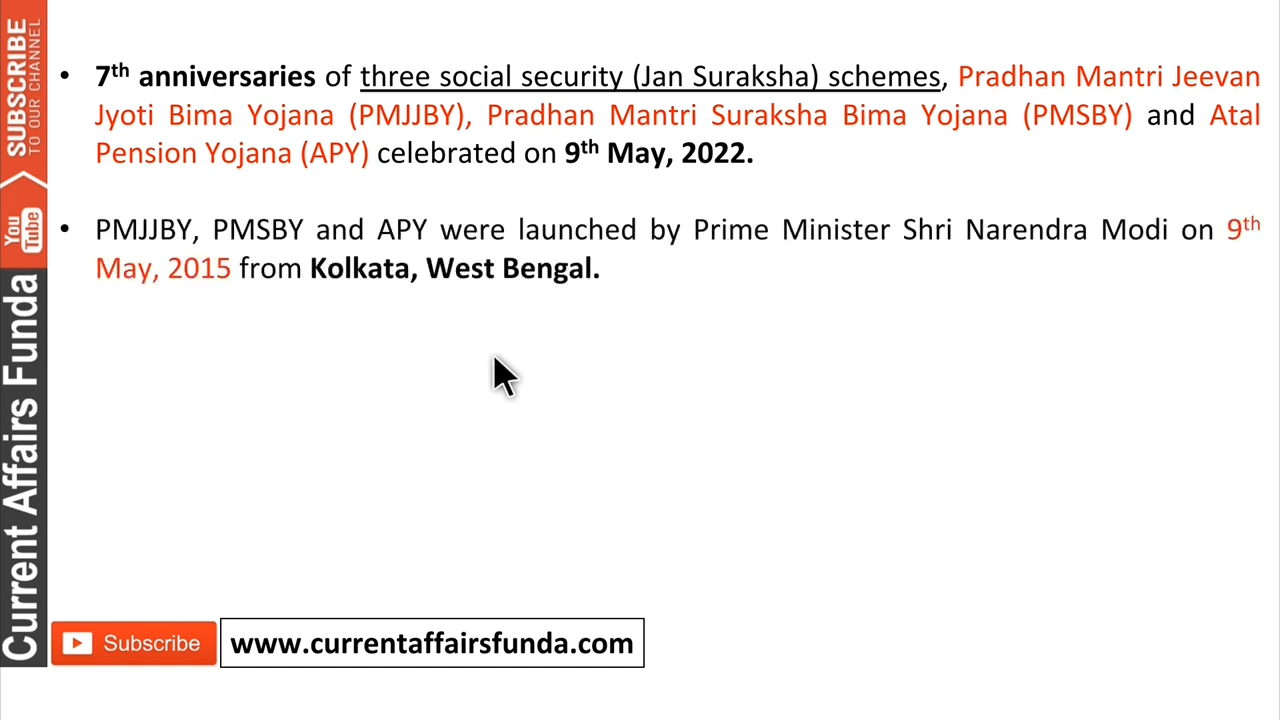 • 7th anniversaries of three social security (Jan Suraksha) schemes, Pradhan Mantri Jeevan
Jyoti Bima Yojana (PMJJBY), Pradhan Mantri Suraksha Bima Yojana (PMSBY) and Atal
Pension Yojana (APY) celebrated on 9th May, 2022.
• PMJJBY, PMSBY and APY were launched by Prime Minister Shri Narendra Modi on 9th
May, 2015 from Kolkata, West Bengal.
SUBSCRIBE
TO OUR CHANNEL
You
Tube
Current Affairs Funda
Subscribe
www.currentaffairsfunda.com